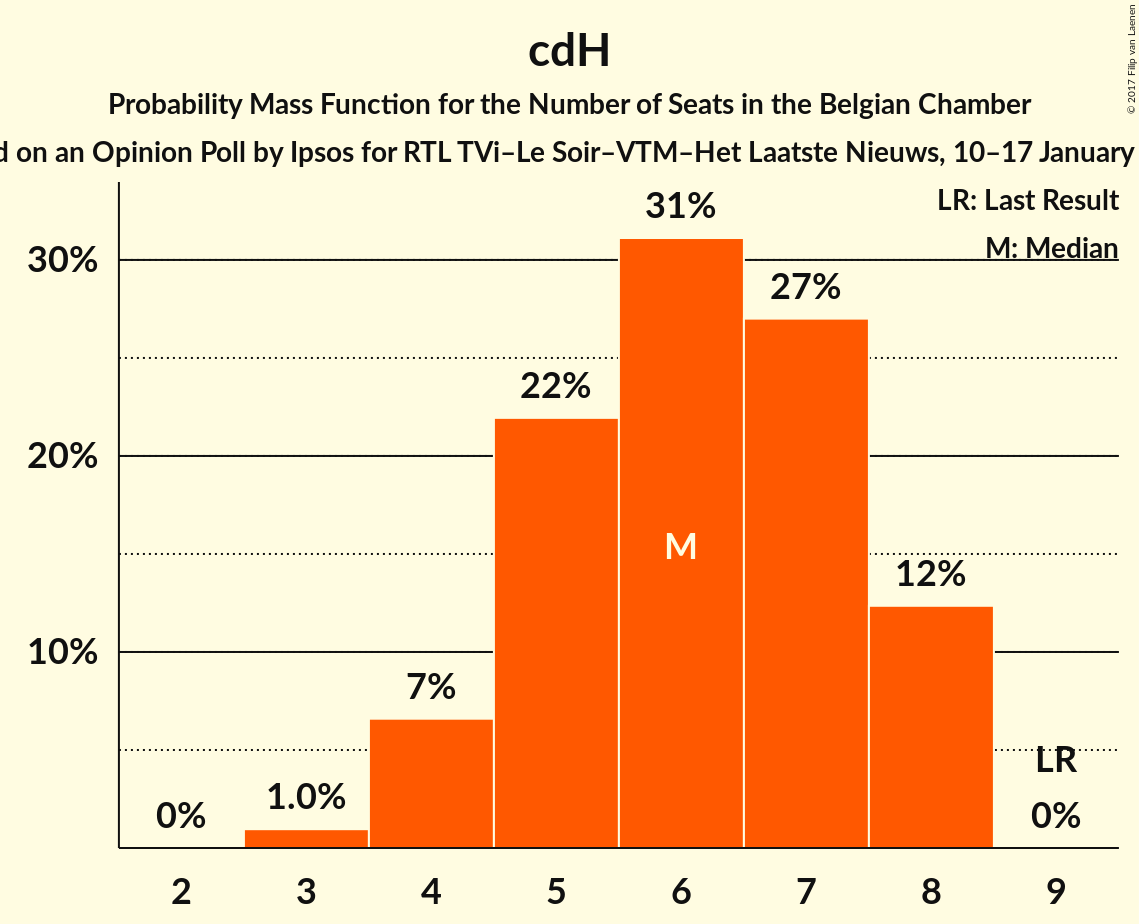 cdH
Probability Mass Function for the Number of Seats in the Belgian Chamber
on an Opinion Poll by Ipsos for RTL TVi–Le Soir–VTM–Het Laatste Nieuws, 10–17 January
© 2017 Filip van Laenen
LR: Last Result
M: Median
31%
30%
27%
22%
20%
M
12%
10%
7%
LR
1.0%
0%
0%
2 3 4 5 6 7 8 9